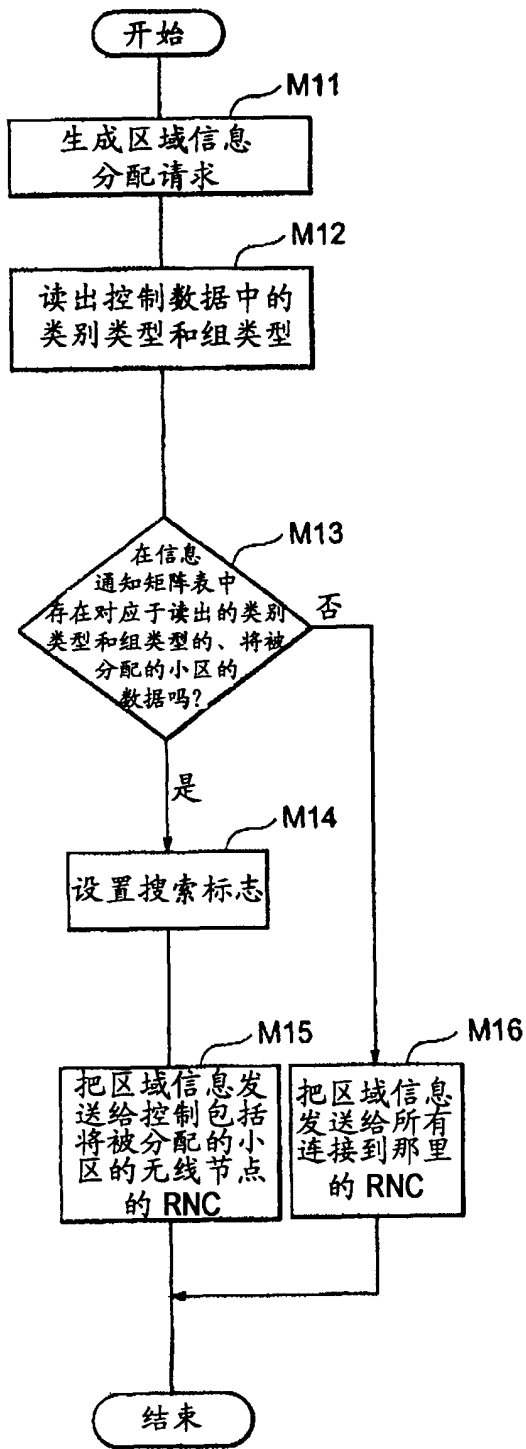 开始
M11
生成区域信息
分配请求
M12
读出控制数据中的
类别类型和组类型
M13
在信息
通知矩阵表中
存在对应于读出的类别
类型和组类型的、将被
分配的小区的
数据吗?
否
是
M14
设置搜索标志
M15
把区域信息发
送给控制包括
将被分配的小
区的无线节点
的 RNC
M16
把区域信息
发送给所有
连接到那里
的 RNC
结束